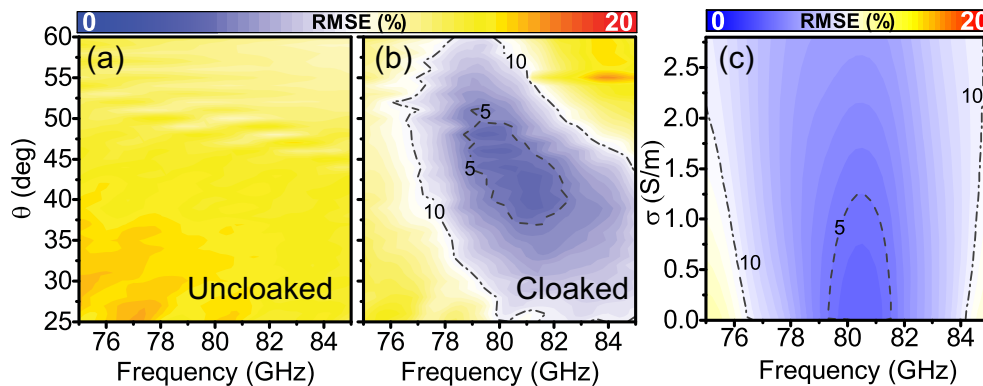 0 RMSE (%) 20
0 RMSE (%) 20
(a)
(b)
(c)
60
55
50
45
40
35
30
25
θ (deg)
Uncloaked
10
5
5
10
Cloaked
2.5
2.0
1.5
1.0
0.5
0.0
σ (S/m)
10
5
10
76 78 80 82 84
76 78 80 82 84
76 78 80 82 84
Frequency (GHz)
Frequency (GHz)
Frequency (GHz)